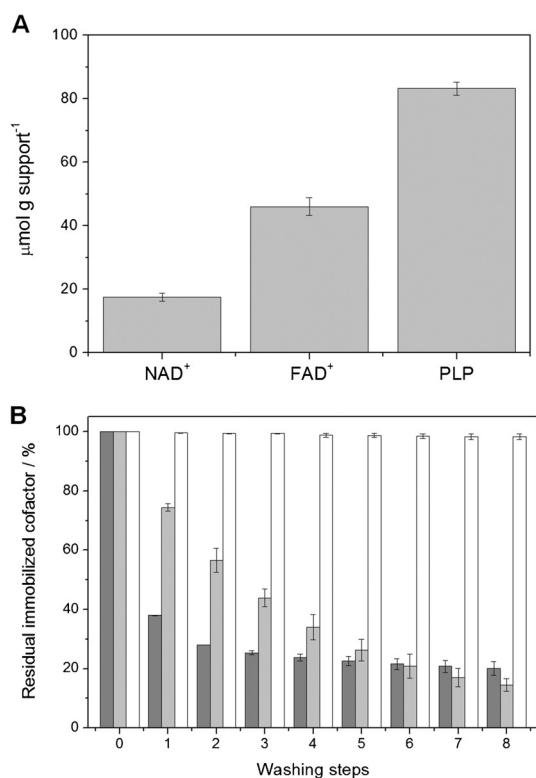 A
100
80
60
40
20
0
μmol g support⁻¹
NAD⁺
FAD⁺
PLP
B
100
80
60
40
20
0
Residual immobilized cofactor / %
0 1 2 3 4 5 6 7 8
Washing steps